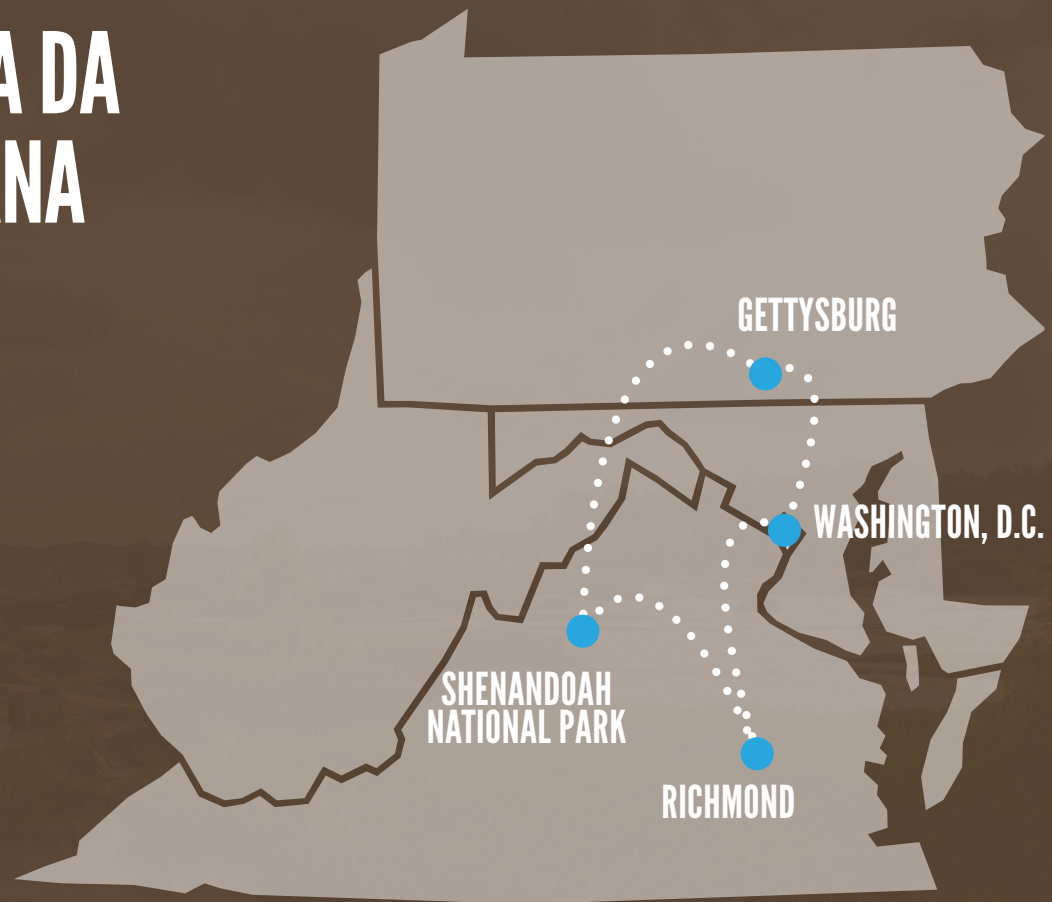 A DA
NA
GETTYSBURG
WASHINGTON, D.C.
SHENANDOAH
NATIONAL PARK
RICHMOND